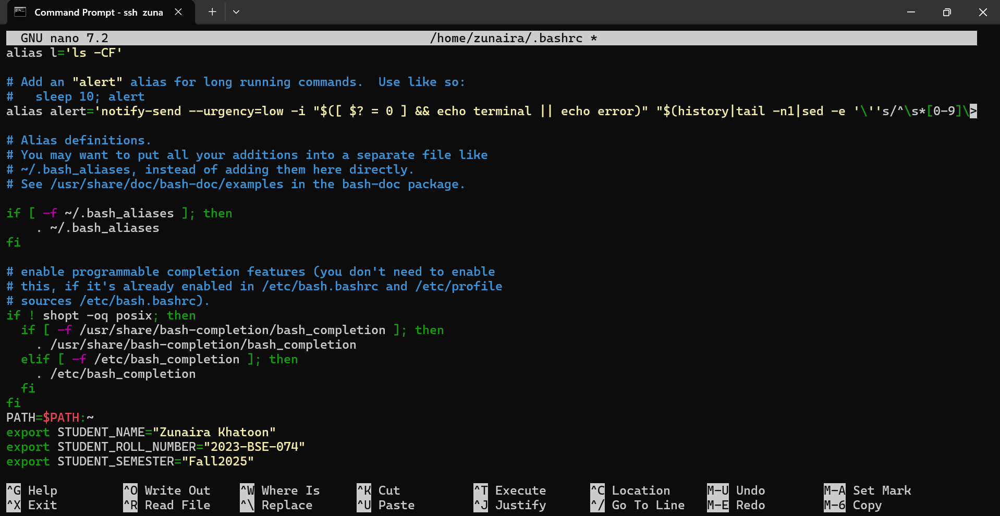 Command Prompt - ssh  zuna
  GNU nano 7.2                                            /home/zunaira/.bashrc *
alias l='ls -CF'

# Add an "alert" alias for long running commands.  Use like so:
#   sleep 10; alert
alias alert='notify-send --urgency=low -i "$([ $? = 0 ] && echo terminal || echo error)" "$(history|tail -n1|sed -e '\''s/^\s*[0-9]\>

# Alias definitions.
# You may want to put all your additions into a separate file like
# ~/.bash_aliases, instead of adding them here directly.
# See /usr/share/doc/bash-doc/examples in the bash-doc package.

if [ -f ~/.bash_aliases ]; then
    . ~/.bash_aliases
fi

# enable programmable completion features (you don't need to enable
# this, if it's already enabled in /etc/bash.bashrc and /etc/profile
# sources /etc/bash.bashrc).
if ! shopt -oq posix; then
  if [ -f /usr/share/bash-completion/bash_completion ]; then
    . /usr/share/bash-completion/bash_completion
  elif [ -f /etc/bash_completion ]; then
    . /etc/bash_completion
  fi
fi
PATH=$PATH:~
export STUDENT_NAME="Zunaira Khatoon"
export STUDENT_ROLL_NUMBER="2023-BSE-074"
export STUDENT_SEMESTER="Fall2025"

^G Help         ^O Write Out    ^W Where Is     ^K Cut          ^T Execute      ^C Location     M-U Undo        M-A Set Mark
^X Exit         ^R Read File    ^\ Replace      ^U Paste        ^J Justify      ^/ Go To Line   M-E Redo        M-6 Copy